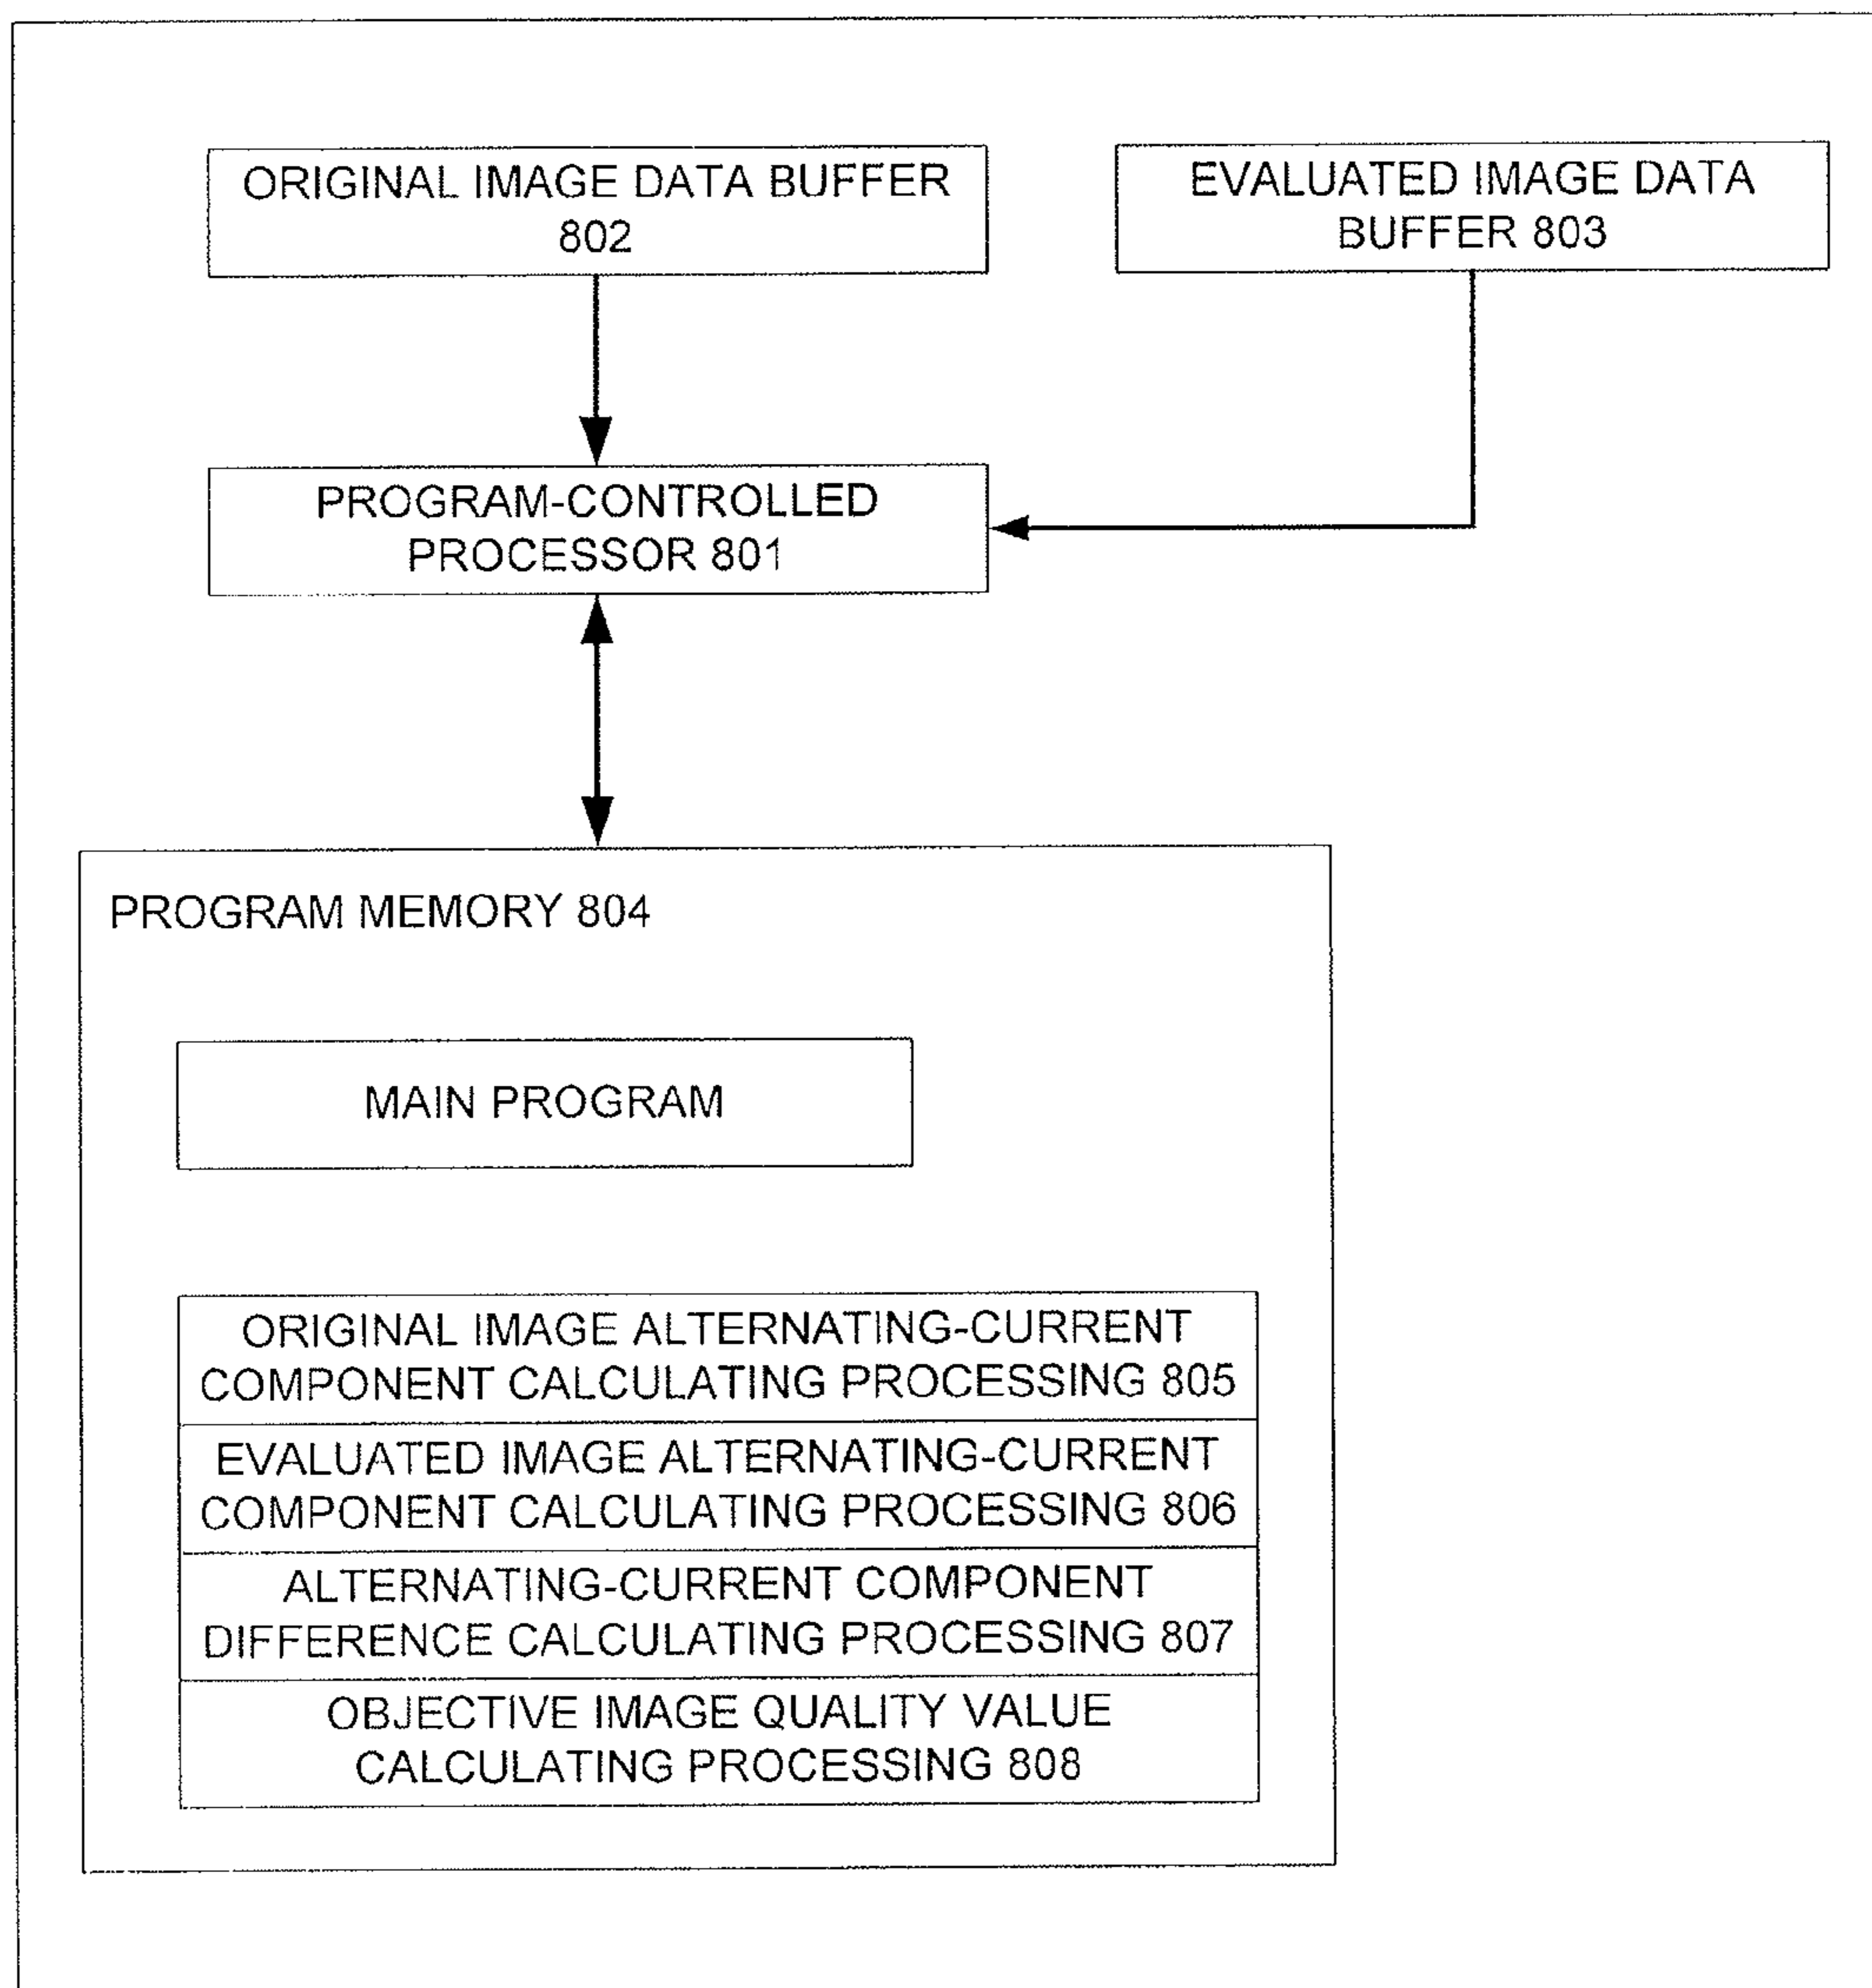 ORIGINAL IMAGE DATA BUFFER
802
EVALUATED IMAGE DATA
BUFFER 803
PROGRAM-CONTROLLED
PROCESSOR 801
PROGRAM MEMORY 804
MAIN PROGRAM
ORIGINAL IMAGE ALTERNATING-CURRENT
COMPONENT CALCULATING PROCESSING 805
EVALUATED IMAGE ALTERNATING-CURRENT
COMPONENT CALCULATING PROCESSING 806
ALTERNATING-CURRENT COMPONENT
DIFFERENCE CALCULATING PROCESSING 807
OBJECTIVE IMAGE QUALITY VALUE
CALCULATING PROCESSING 808